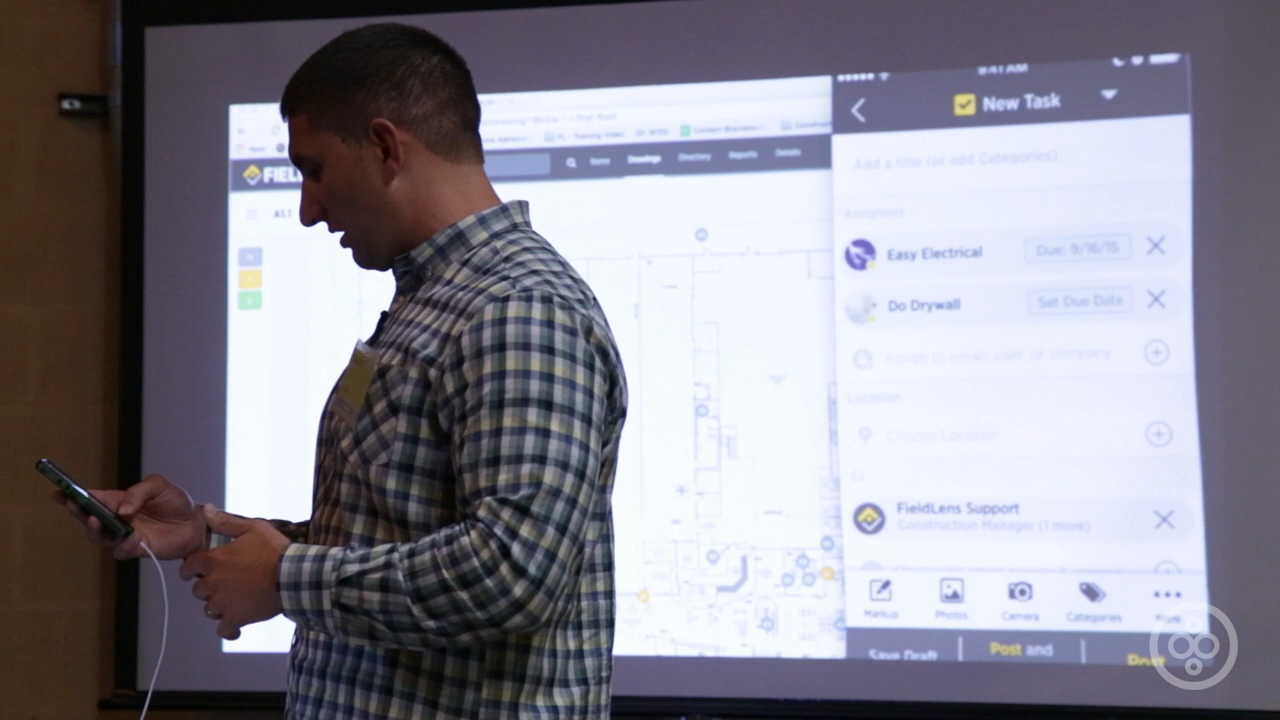 9:41 AM
New Task
Add a title (or add Categories)
Home Drawings Directory Reports Details
FIEL
A1.1
Assignees
Easy Electrical Due: 9/16/15
Do Drywall Set Due Date
Assign to email, user, or company
Location
Choose Location
FieldLens Support
Construction Manager (1 more)
Markup Photos Camera Categories More
Save Draft Post and Post